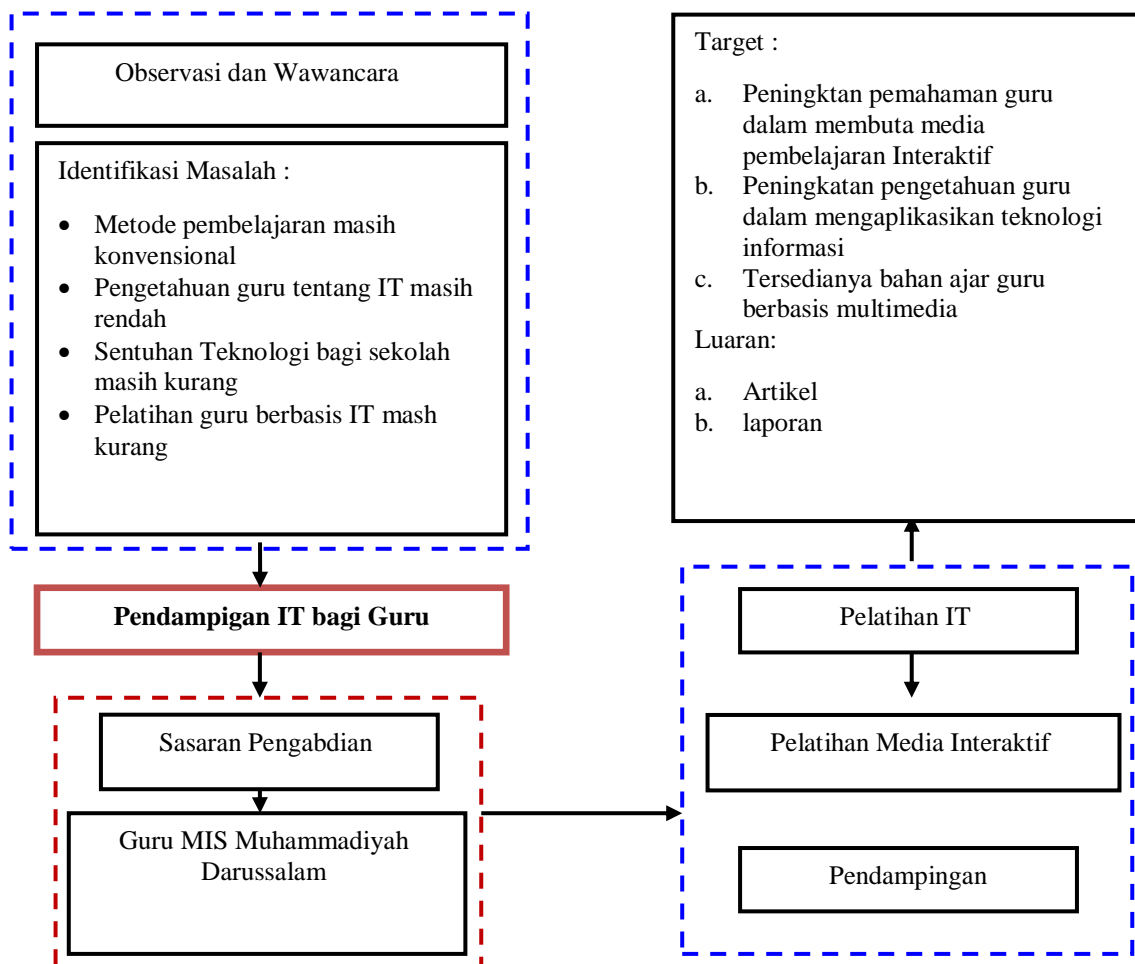 Observasi dan Wawancara
Identifikasi Masalah :
• Metode pembelajaran masih
konvensional
• Pengetahuan guru tentang IT masih
rendah
• Sentuhan Teknologi bagi sekolah
masih kurang
• Pelatihan guru berbasis IT mash
kurang
Pendampigan IT bagi Guru
Sasaran Pengabdian
Guru MIS Muhammadiyah
Darussalam
Pelatihan IT
Pelatihan Media Interaktif
Pendampingan
Target :
a. Peningktan pemahaman guru
dalam membuta media
pembelajaran Interaktif
b. Peningkatan pengetahuan guru
dalam mengaplikasikan teknologi
informasi
c. Tersedianya bahan ajar guru
berbasis multimedia
Luaran:
a. Artikel
b. laporan